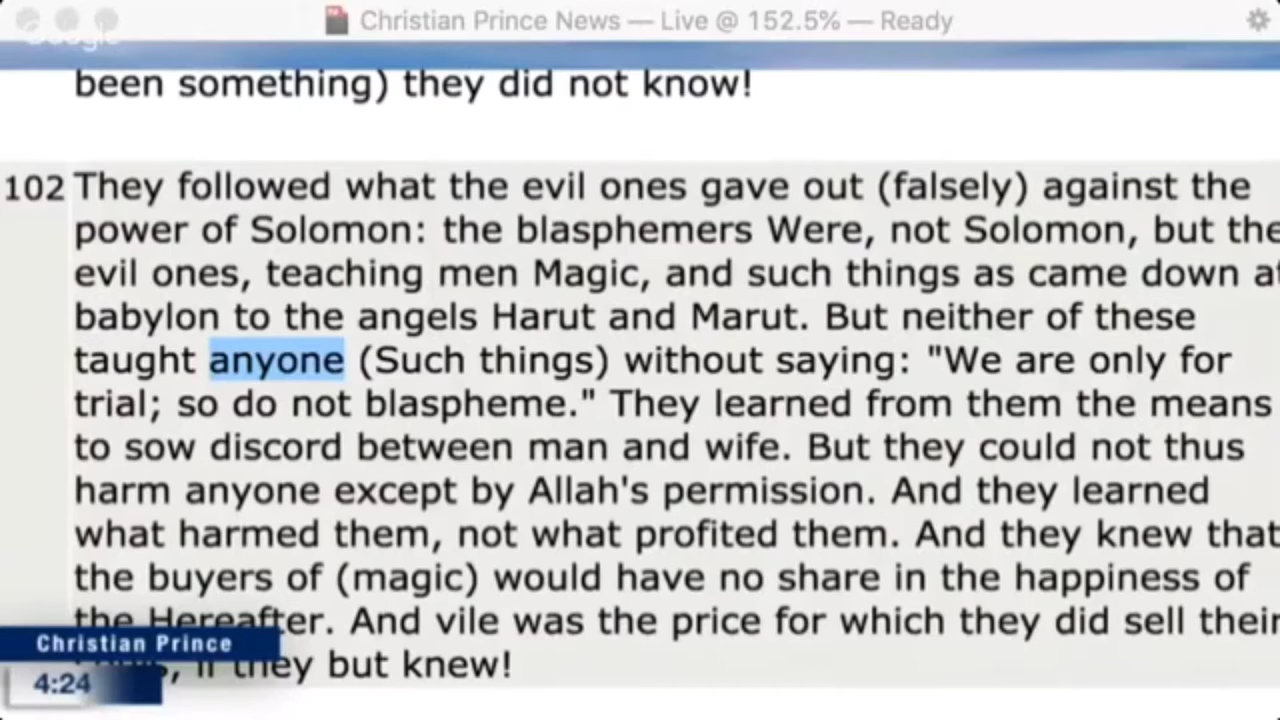 Christian Prince News — Live @ 152.5% — Ready
Google
been something) they did not know!
102 They followed what the evil ones gave out (falsely) against the
power of Solomon: the blasphemers Were, not Solomon, but the
evil ones, teaching men Magic, and such things as came down at
babylon to the angels Harut and Marut. But neither of these
taught anyone (Such things) without saying: "We are only for
trial; so do not blaspheme." They learned from them the means
to sow discord between man and wife. But they could not thus
harm anyone except by Allah's permission. And they learned
what harmed them, not what profited them. And they knew that
the buyers of (magic) would have no share in the happiness of
the Hereafter. And vile was the price for which they did sell their
, if they but knew!
Christian Prince
4:24